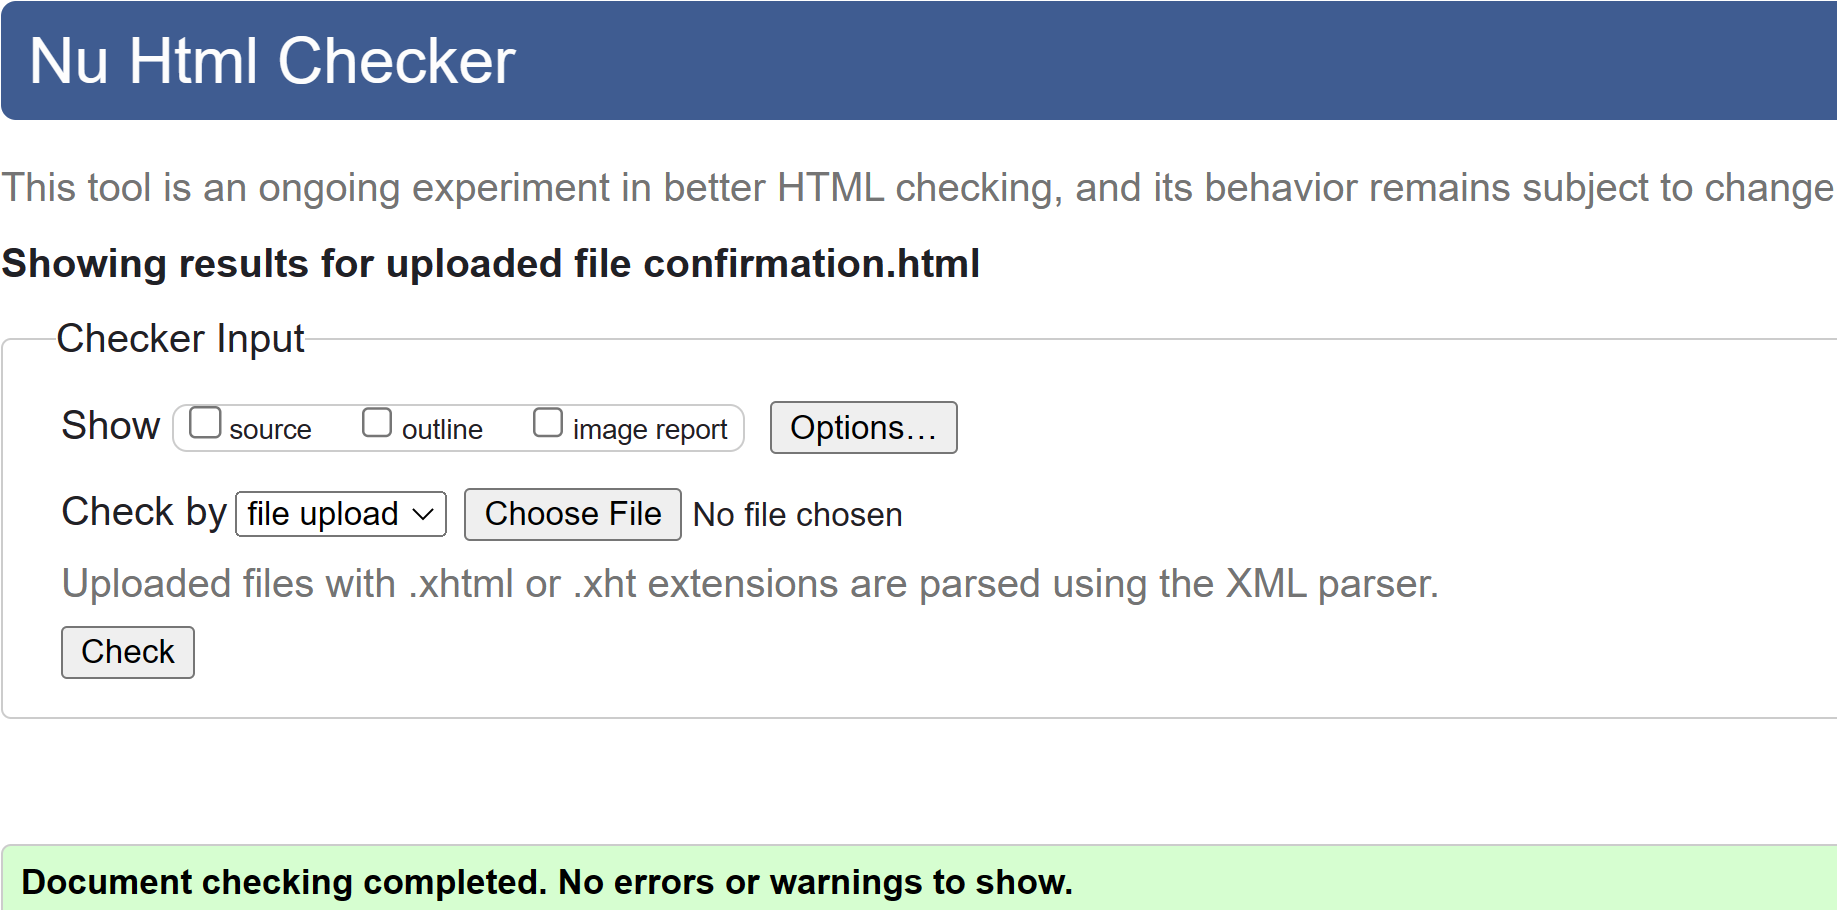 Nu Html Checker
This tool is an ongoing experiment in better HTML checking, and its behavior remains subject to change
Showing results for uploaded file confirmation.html
Checker Input
Show source outline image report Options…
Check by file upload Choose File No file chosen
Uploaded files with .xhtml or .xht extensions are parsed using the XML parser.
Check
Document checking completed. No errors or warnings to show.